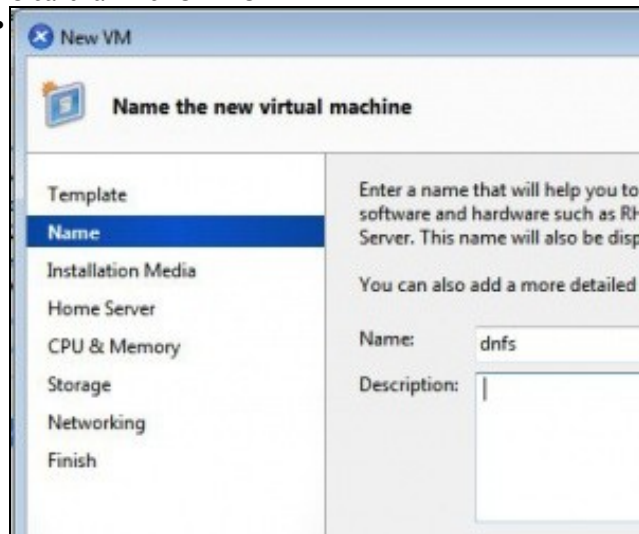 New VM
Name the new virtual machine
Template
Name
Installation Media
Home Server
CPU & Memory
Storage
Networking
Finish
Enter a name that will help you to
software and hardware such as RH
Server. This name will also be disp
You can also add a more detailed
Name: dnfs
Description: